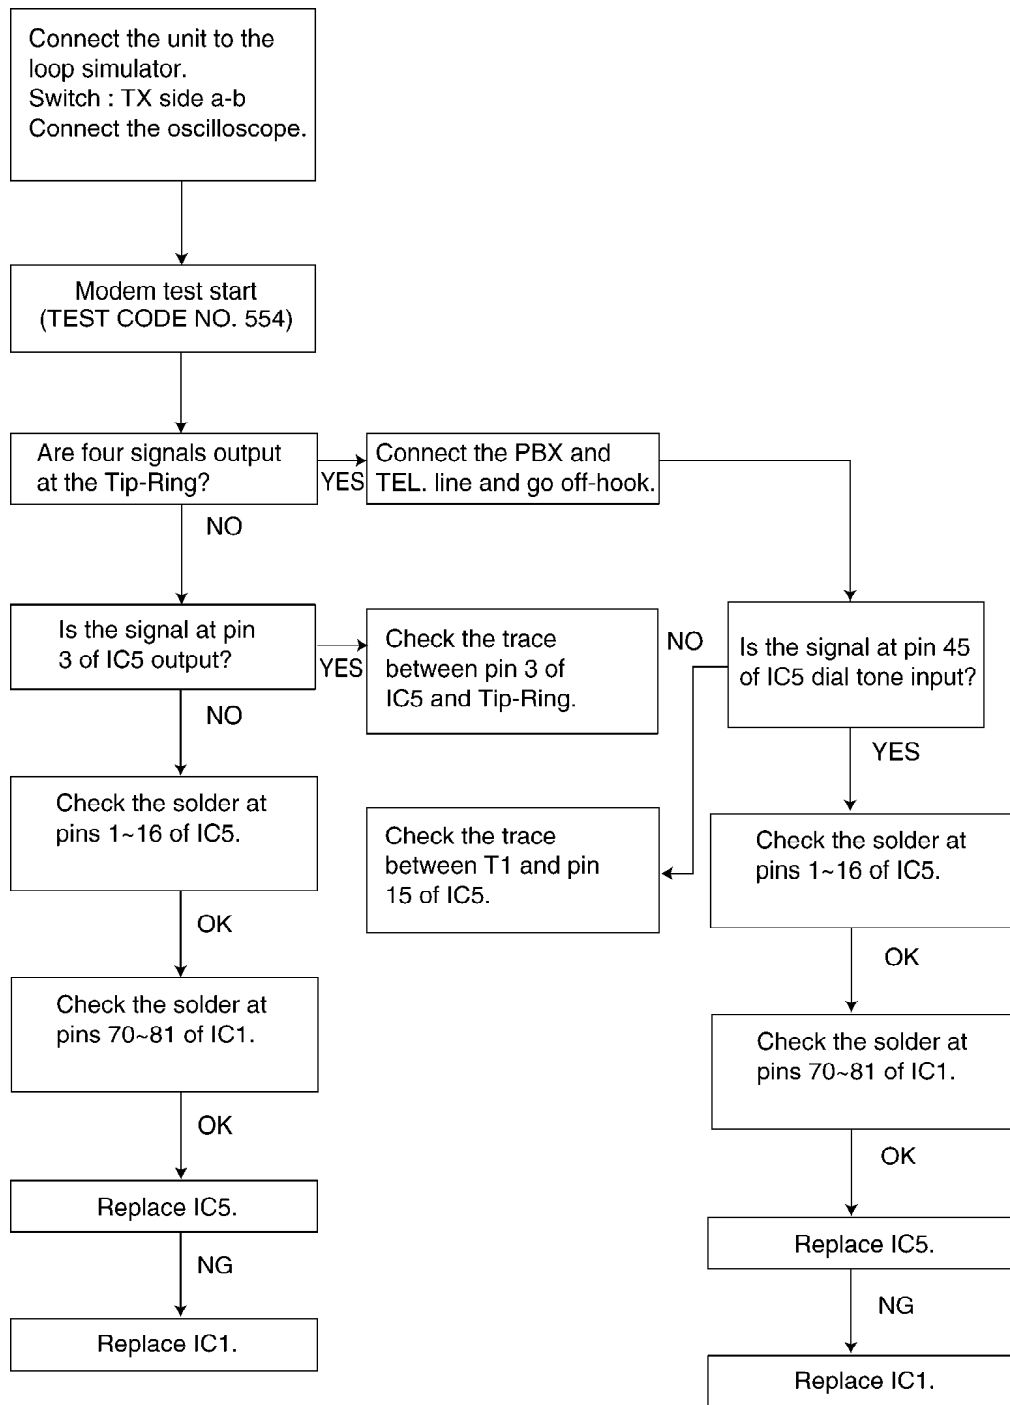 Connect the unit to the
loop simulator.
Switch : TX side a-b
Connect the oscilloscope.
Modem test start
(TEST CODE NO. 554)
Are four signals output
at the Tip-Ring?
YES
Connect the PBX and
TEL. line and go off-hook.
NO
Is the signal at pin
3 of IC5 output?
YES
Check the trace
between pin 3 of
IC5 and Tip-Ring.
NO
Is the signal at pin 45
of IC5 dial tone input?
NO
YES
Check the solder at
pins 1~16 of IC5.
Check the trace
between T1 and pin
15 of IC5.
Check the solder at
pins 1~16 of IC5.
OK
OK
Check the solder at
pins 70~81 of IC1.
Check the solder at
pins 70~81 of IC1.
OK
OK
Replace IC5.
Replace IC5.
NG
NG
Replace IC1.
Replace IC1.